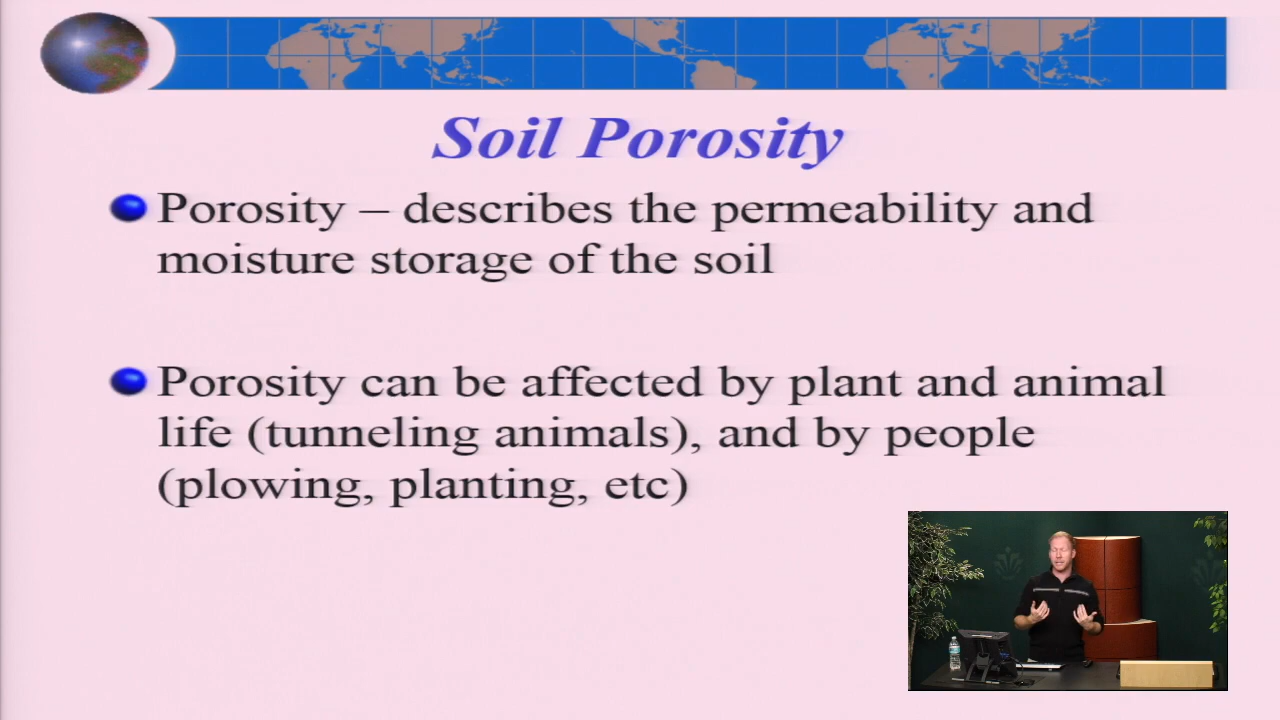 Soil Porosity
Porosity – describes the permeability and
moisture storage of the soil
Porosity can be affected by plant and animal
life (tunneling animals), and by people
(plowing, planting, etc)